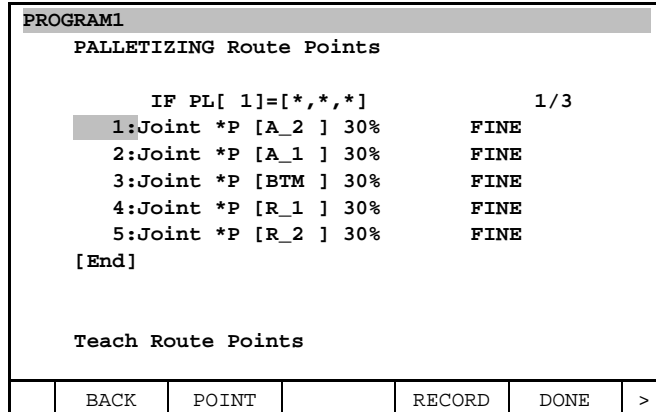 PROGRAM1
PALLETIZING Route Points
IF PL[ 1]=[*,*,*] 1/3
1:Joint *P [A_2 ] 30% FINE
2:Joint *P [A_1 ] 30% FINE
3:Joint *P [BTM ] 30% FINE
4:Joint *P [R_1 ] 30% FINE
5:Joint *P [R_2 ] 30% FINE
[End]
Teach Route Points
BACK POINT RECORD DONE >